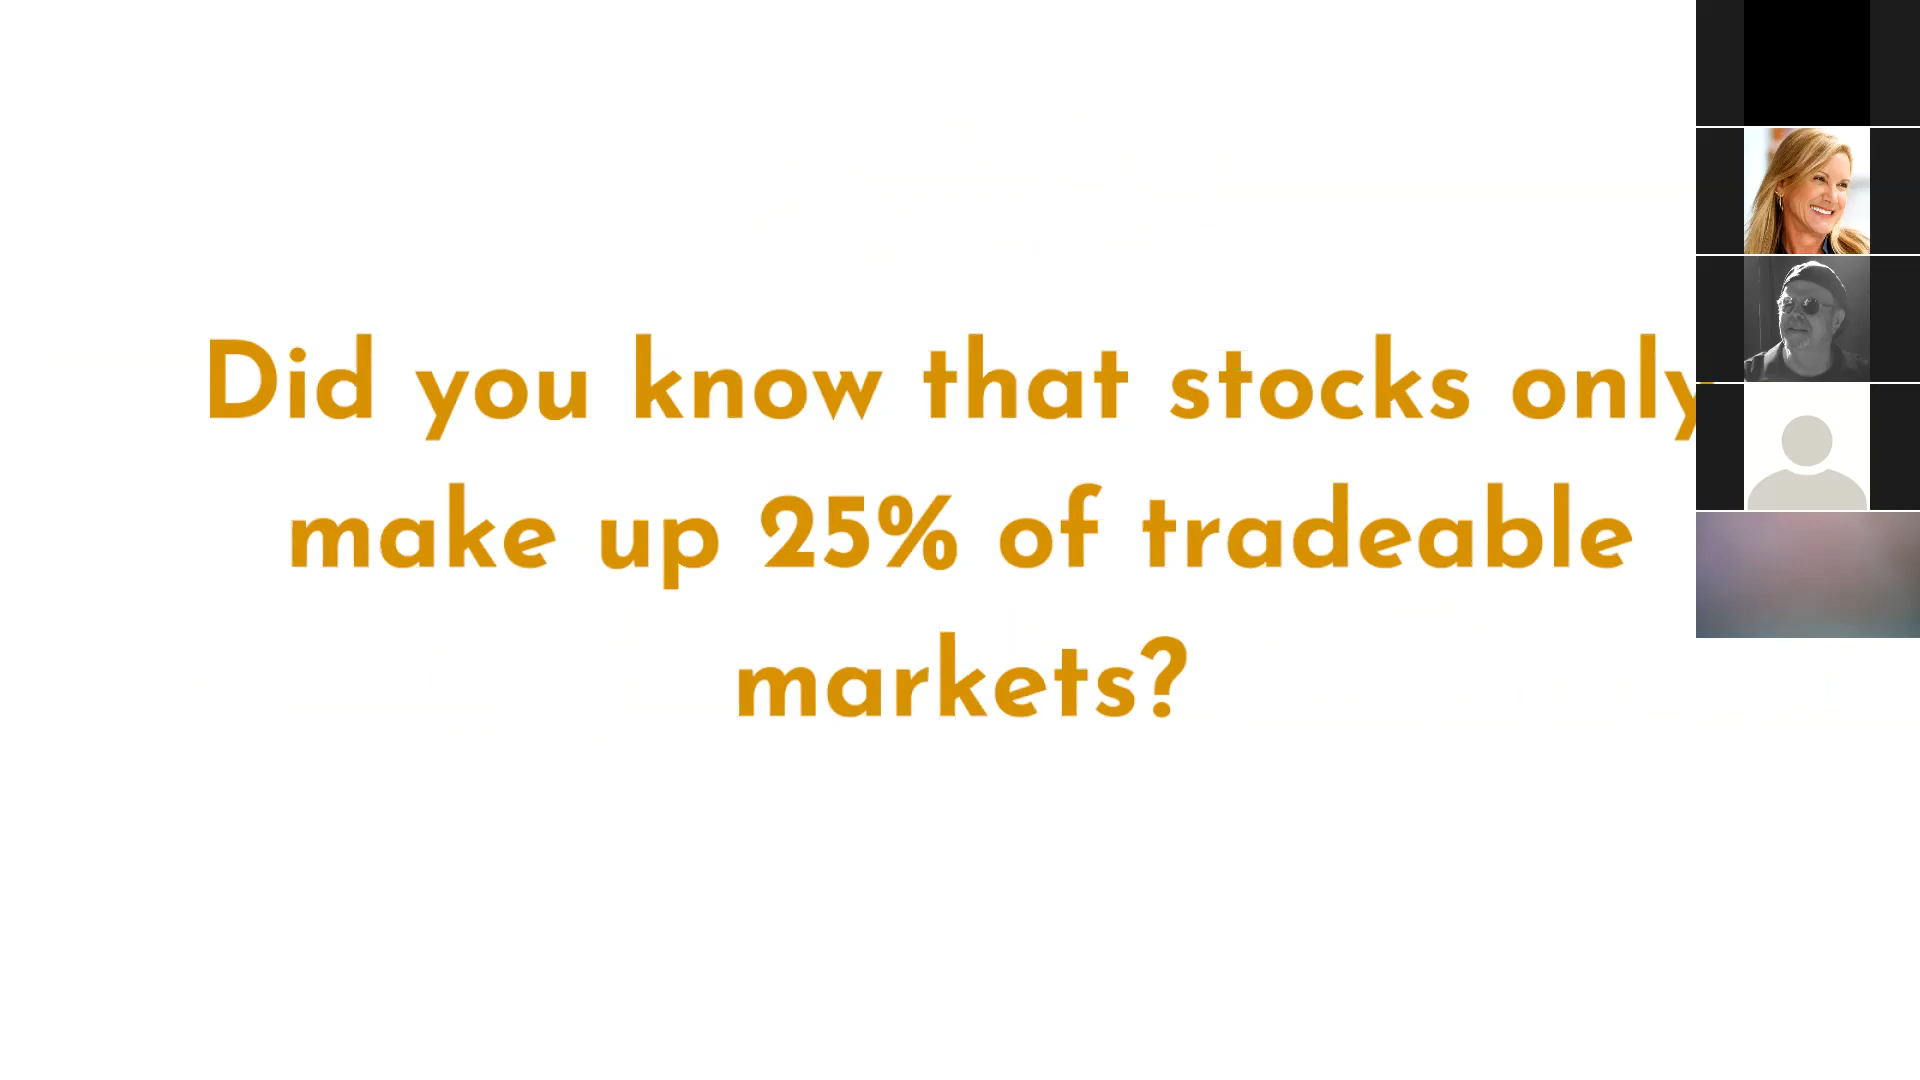 Did you know that stocks only
make up 25% of tradeable
markets?